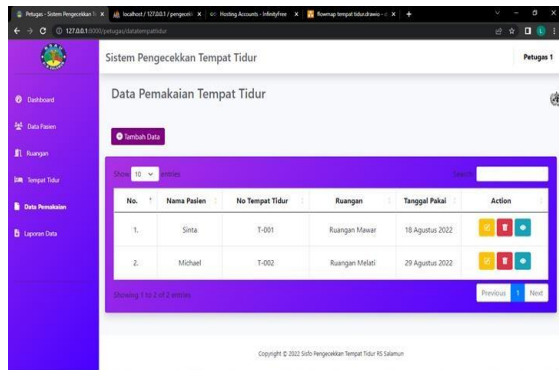 Petugas - Sistem Pengecekkan T
localhost / 127.0.0.1 / pengecek
Hosting Accounts - InfinityFree
flowmap tempat tidur.drawio - d
127.0.0.1:8000/petugas/datatempattidur
Sistem Pengecekkan Tempat Tidur
Petugas 1
Dashboard
Data Pasien
Ruangan
Tempat Tidur
Data Pemakaian
Laporan Data
Data Pemakaian Tempat Tidur
Tambah Data
Show 10 entries
Search:
No. Nama Pasien No Tempat Tidur Ruangan Tanggal Pakai Action
1. Sinta T-001 Ruangan Mawar 18 Agustus 2022
2. Michael T-002 Ruangan Melati 29 Agustus 2022
Showing 1 to 2 of 2 entries
Previous 1 Next
Copyright © 2022 Sisfo Pengecekkan Tempat Tidur RS Salamun